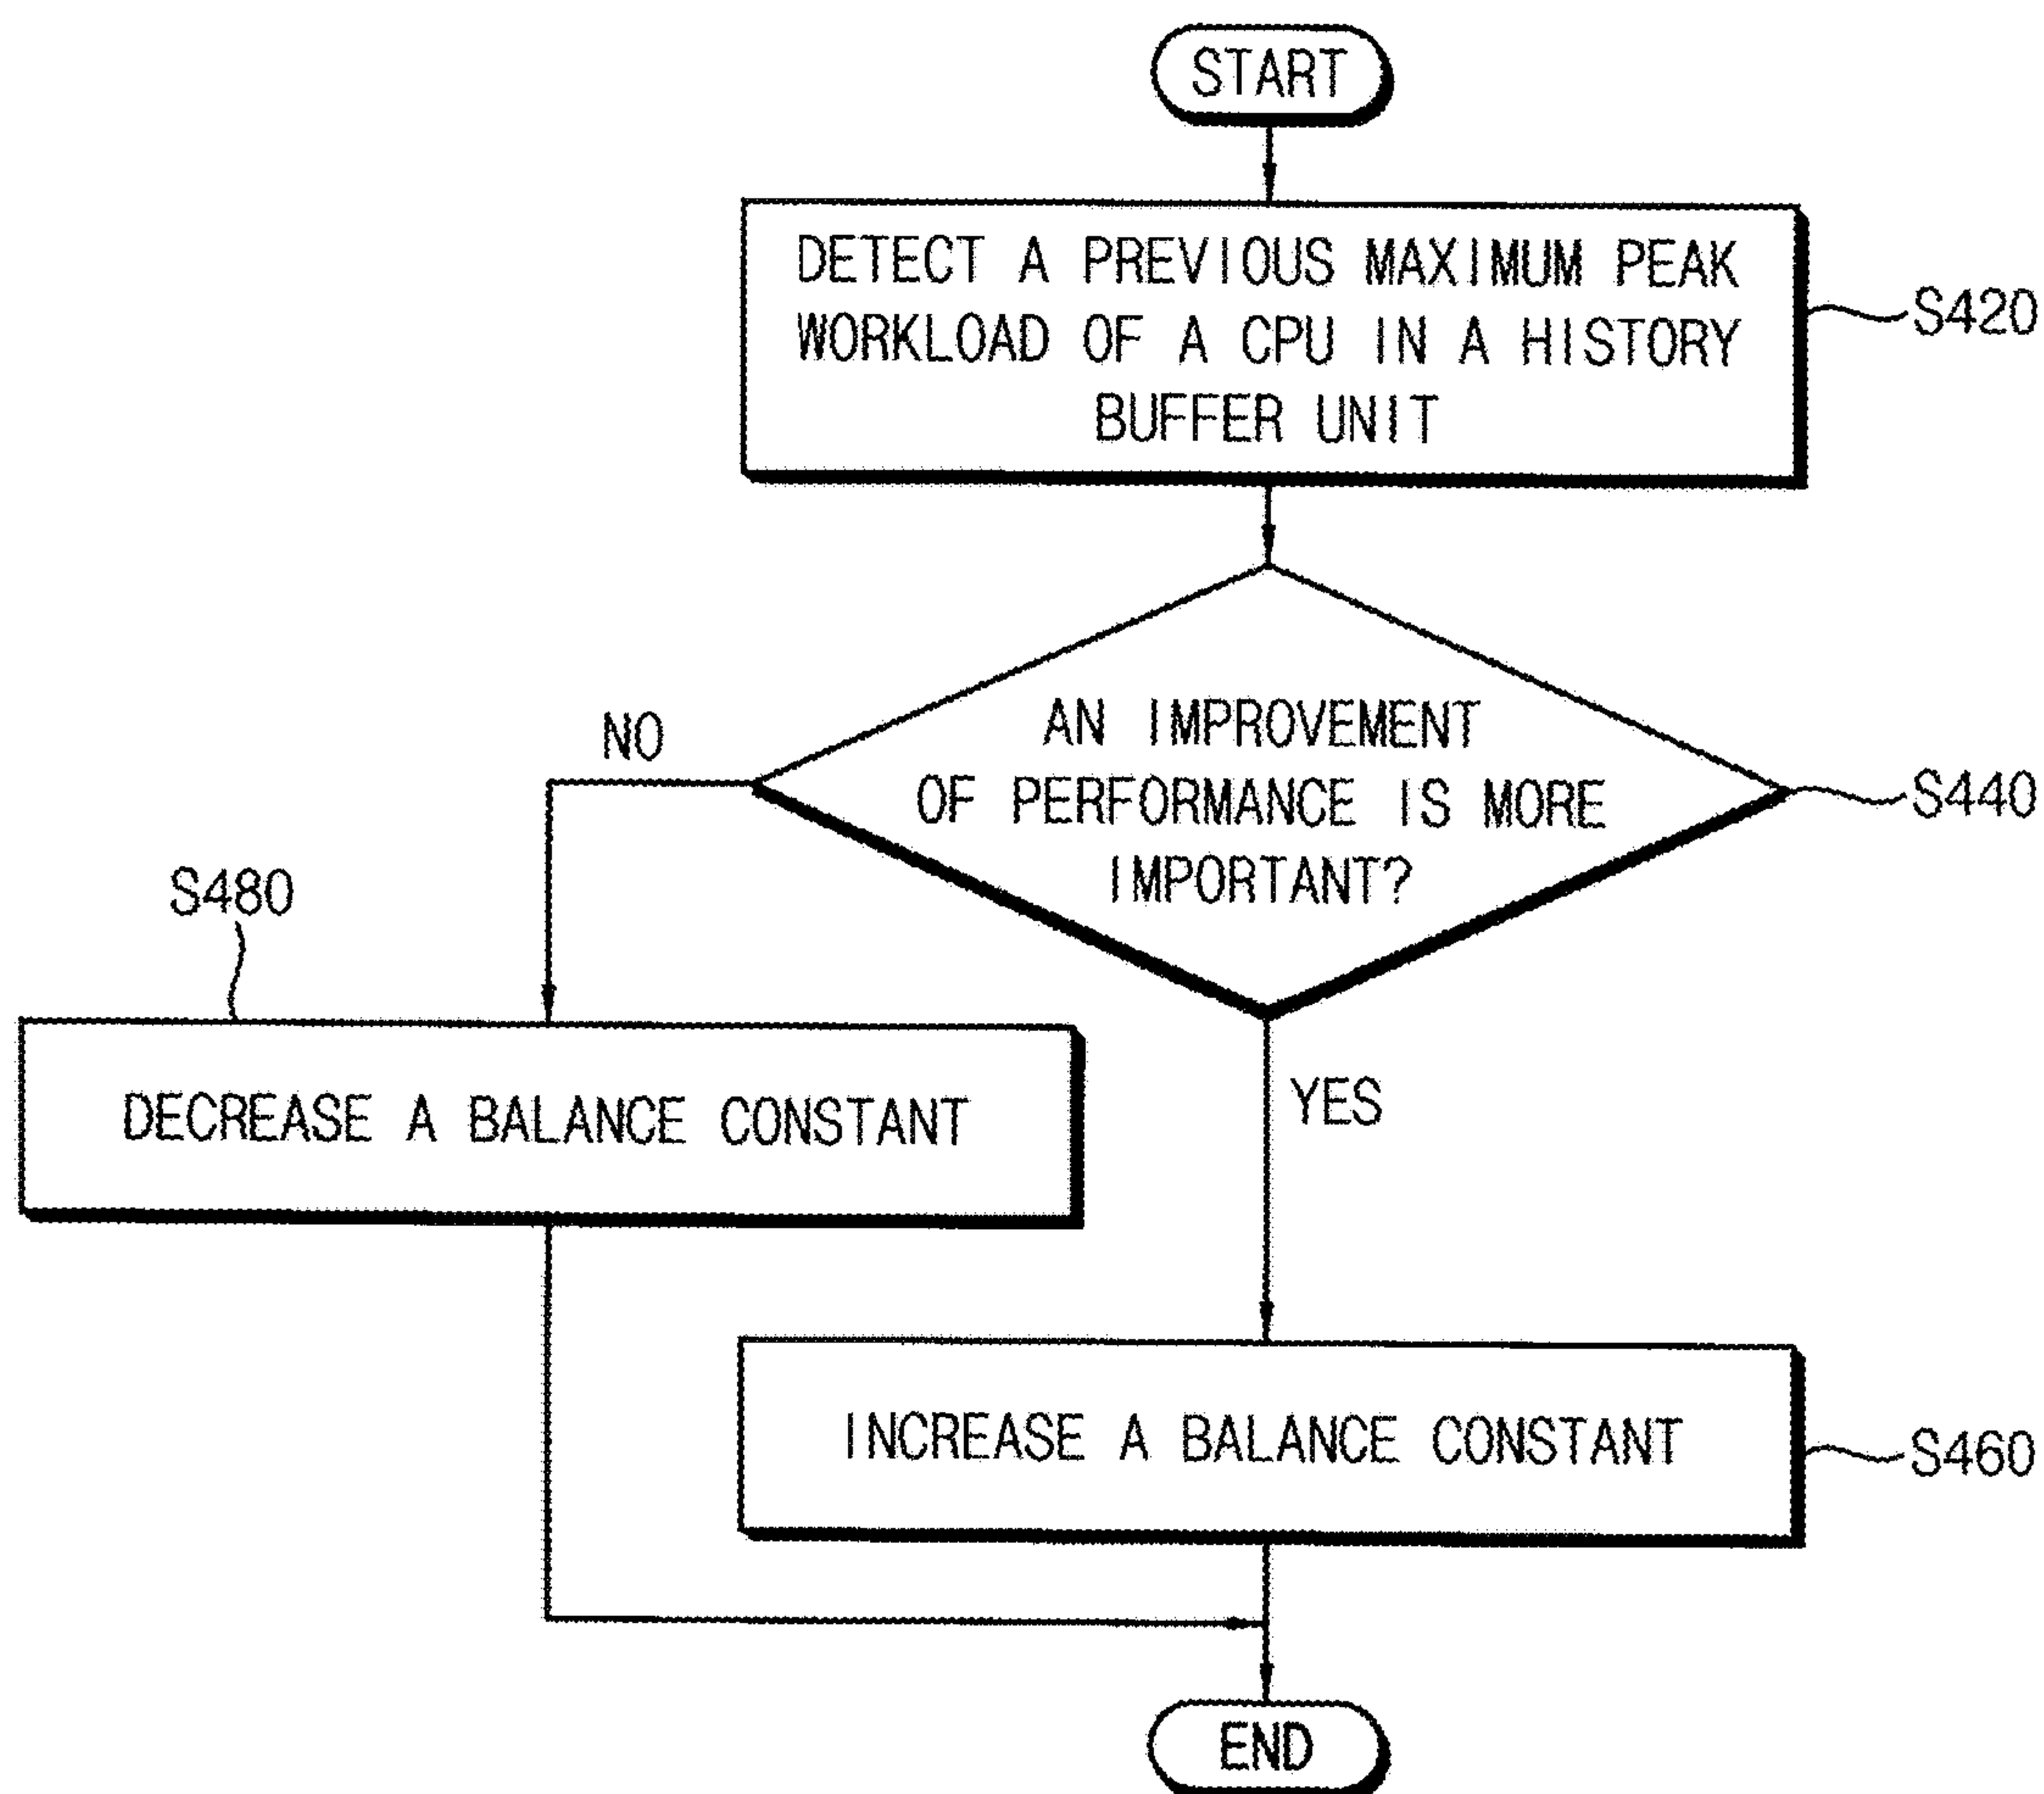 START
DETECT A PREVIOUS MAXIMUM PEAK
WORKLOAD OF A CPU IN A HISTORY
BUFFER UNIT
S420
AN IMPROVEMENT
OF PERFORMANCE IS MORE
IMPORTANT?
S440
NO
S480
DECREASE A BALANCE CONSTANT
YES
INCREASE A BALANCE CONSTANT
S460
END